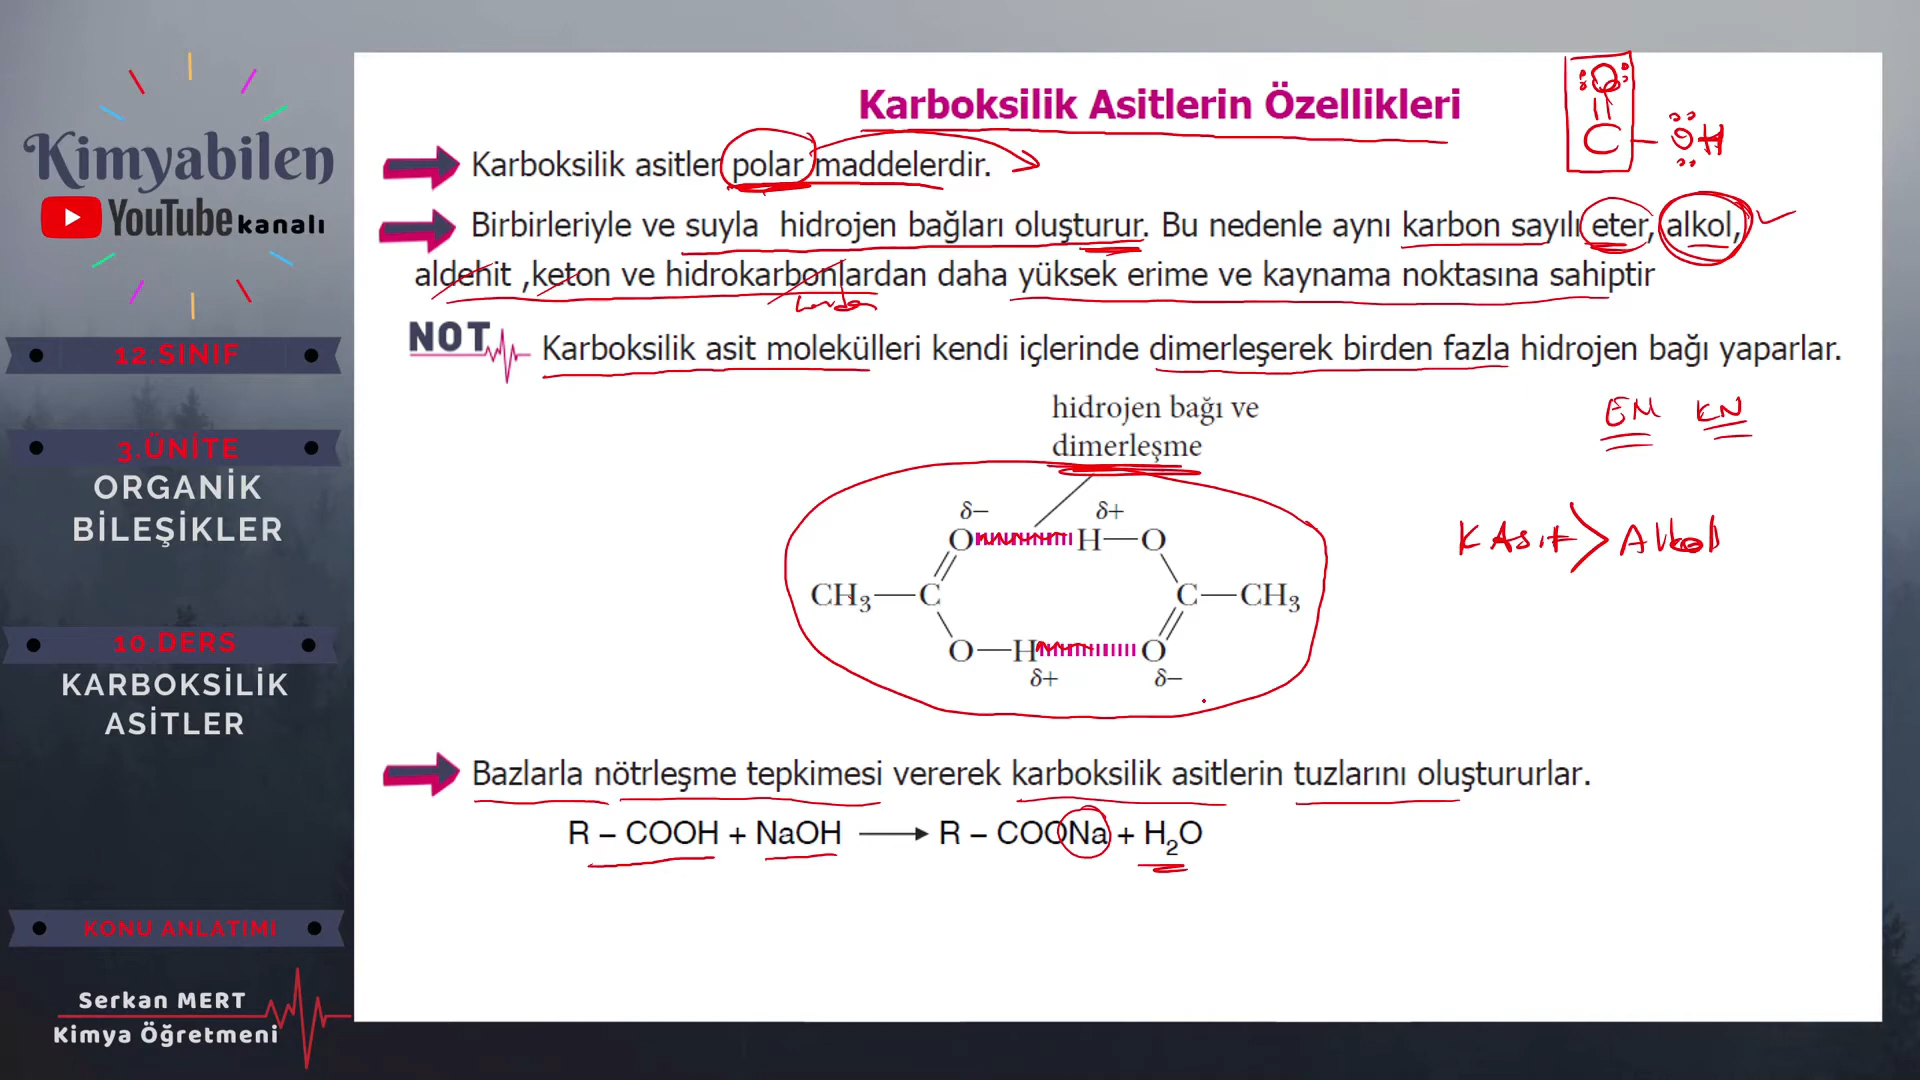 Kimyabilen
YouTube kanalı
12.SINIF
3.ÜNİTE
ORGANİK
BİLEŞİKLER
10.DERS
KARBOKSİLİK
ASİTLER
KONU ANLATIMI
Serkan MERT
Kimya Öğretmeni
Karboksilik Asitlerin Özellikleri
O
C
OH
Karboksilik asitler polar maddelerdir.
Birbirleriyle ve suyla hidrojen bağları oluşturur. Bu nedenle aynı karbon sayılı eter, alkol,
aldehit ,keton ve hidrokarbonlardan daha yüksek erime ve kaynama noktasına sahiptir
NOT
Karboksilik asit molekülleri kendi içlerinde dimerleşerek birden fazla hidrojen bağı yaparlar.
EN KN
hidrojen bağı ve
dimerleşme
δ− δ+
O H—O
K Asit > Alkol
CH₃—C C—CH₃
O—H O
δ+ δ−
Bazlarla nötrleşme tepkimesi vererek karboksilik asitlerin tuzlarını oluştururlar.
R – COOH + NaOH ⟶ R – COONa + H₂O